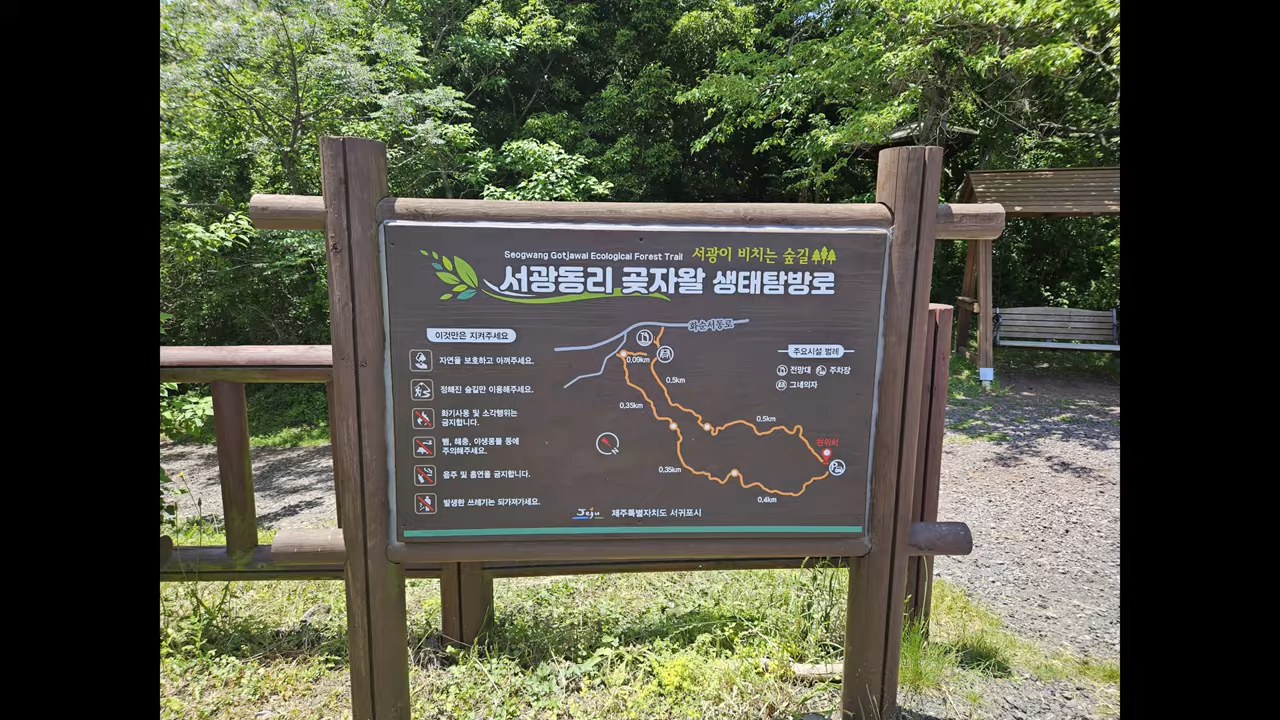 Seogwang Gotjawal Ecological Forest Trail 서광이 비치는 숲길
서광동리 곶자왈 생태탐방로
이것만은 지켜주세요
자연을 보호하고 아껴주세요.
정해진 숲길만 이용해주세요.
화기사용 및 소각행위는
금지합니다.
뱀, 해충, 야생동물 등에
주의해주세요.
음주 및 흡연을 금지합니다.
발생한 쓰레기는 되가져가세요.
화순서동로
0.09km
0.5km
0.35km
0.5km
0.35km
0.4km
현위치
N
주요시설 범례
전망대 주차장
그네의자
Jeju 제주특별자치도 서귀포시